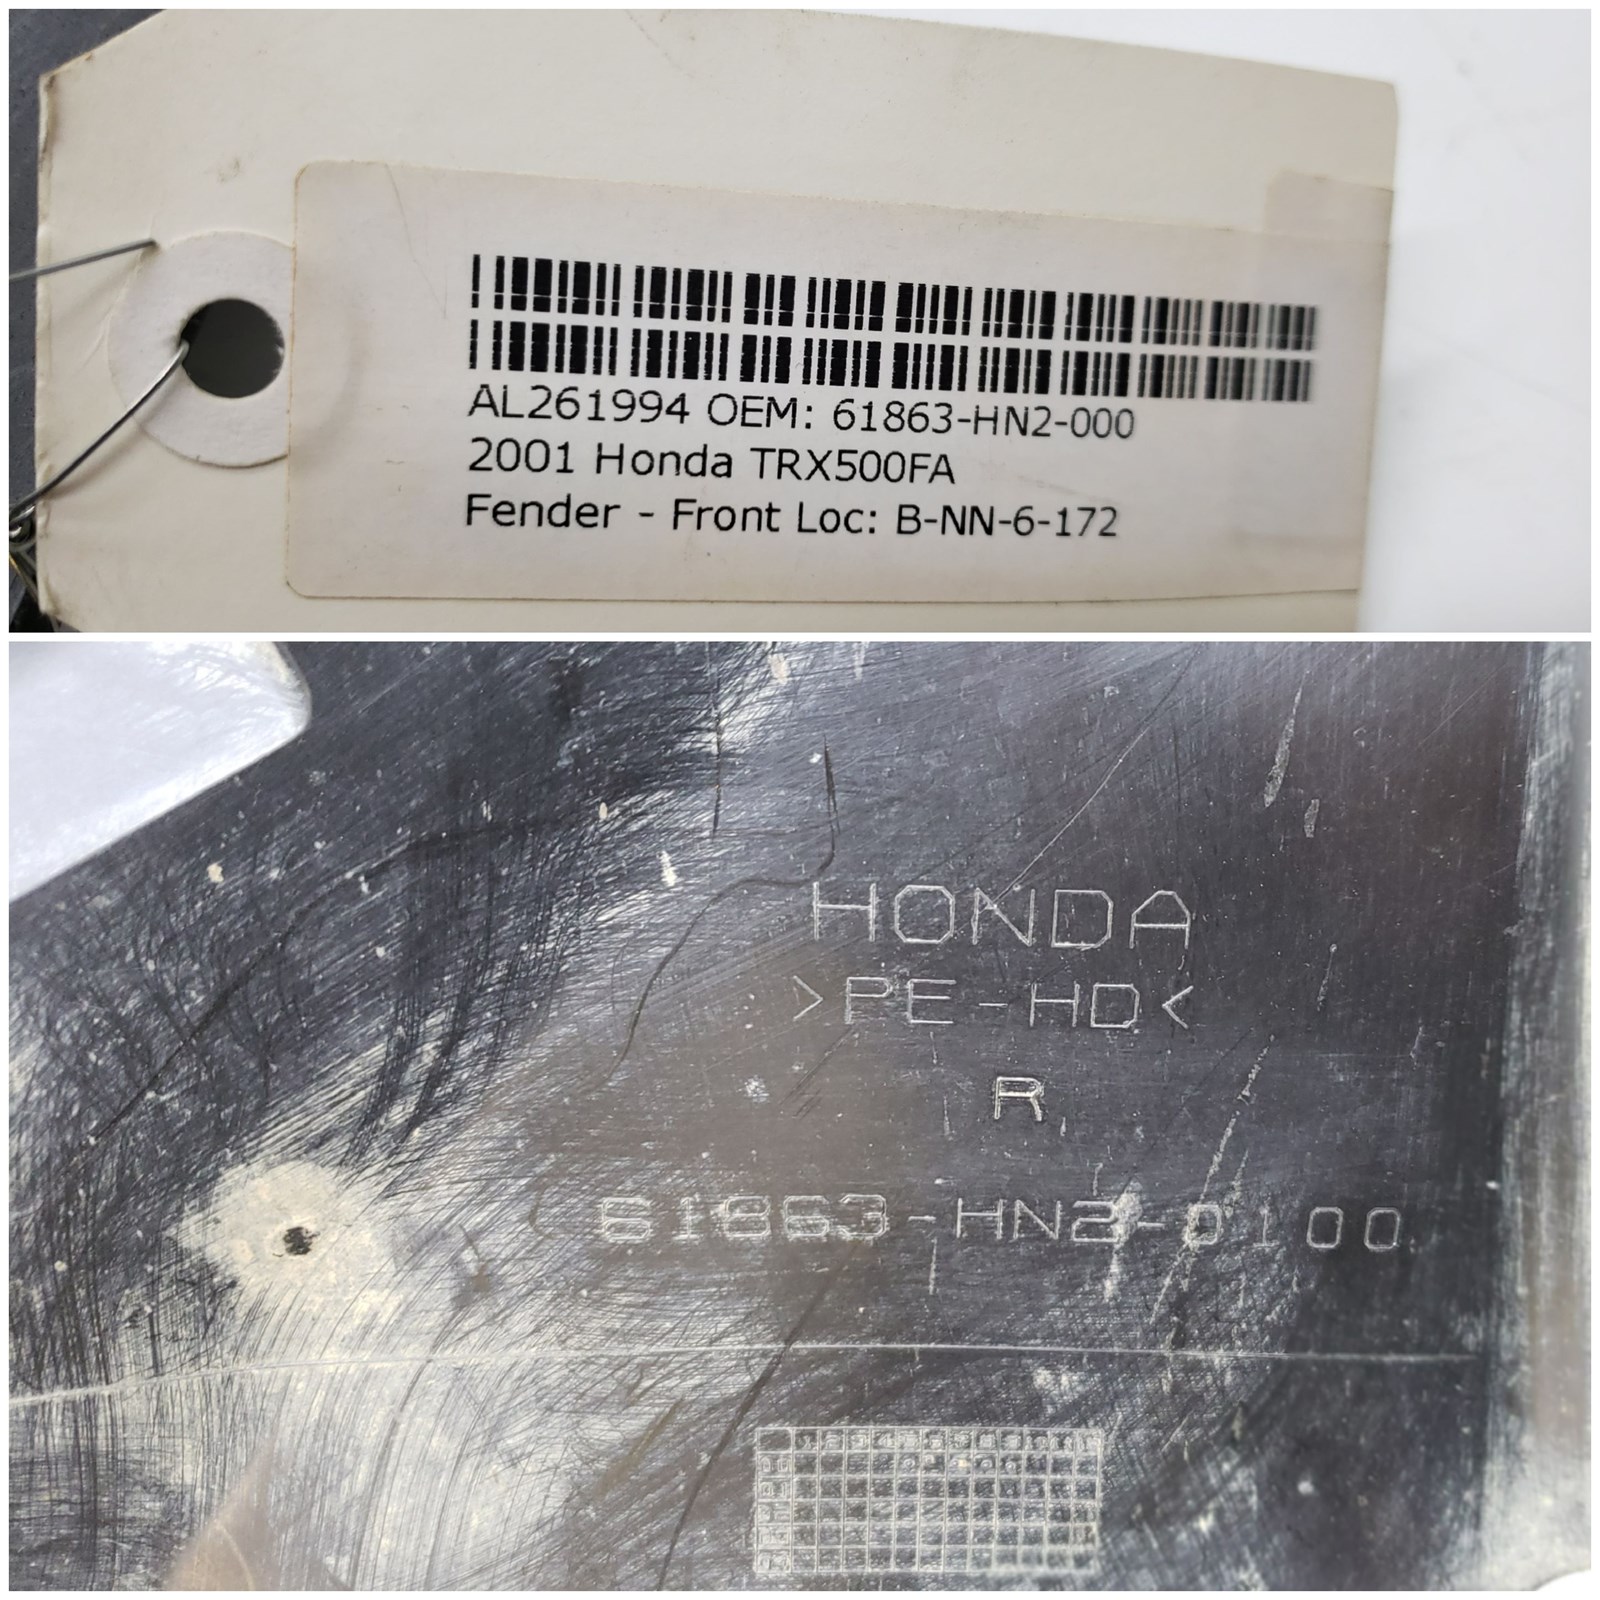 AL261994 OEM: 61863-HN2-000
2001 Honda TRX500FA
Fender - Front Loc: B-NN-6-172
HONDA
>PE-HD<
R
61863-HN2-0100